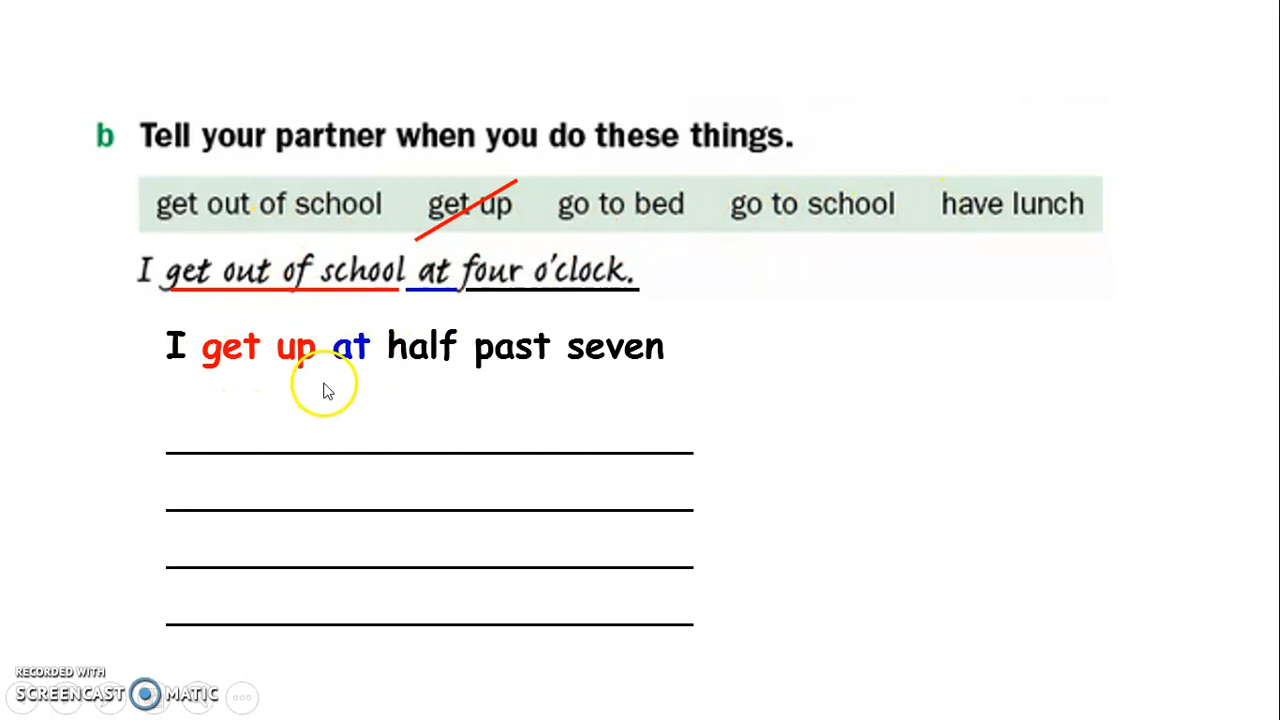 b Tell your partner when you do these things.
get out of school get up go to bed go to school have lunch
I get out of school at four o'clock.
I get up at half past seven
RECORDED WITH
SCREENCAST MATIC